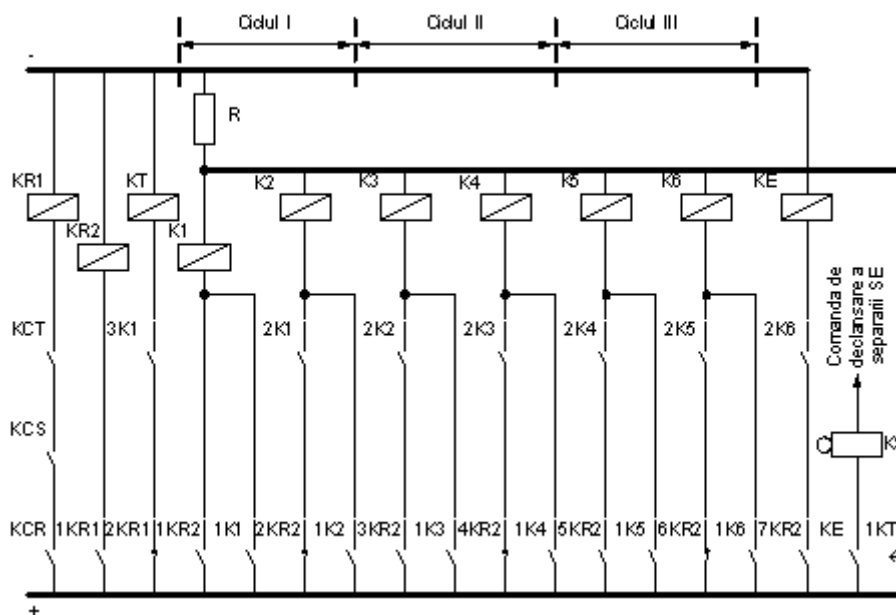 Ciclul I Ciclul II Ciclul III
-
R
KR1 KT K2 K3 K4 K5 K6 KE
KR2 K1
KCT 3K1 2K1 2K2 2K3 2K4 2K5 2K6
Comanda de
declansare a
separarii SE
KCS
KCR 1KR1 2KR1 1KR2 1K1 2KR2 1K2 3KR2 1K3 4KR2 1K4 5KR2 1K5 6KR2 1K6 7KR2 KE 1KT
+